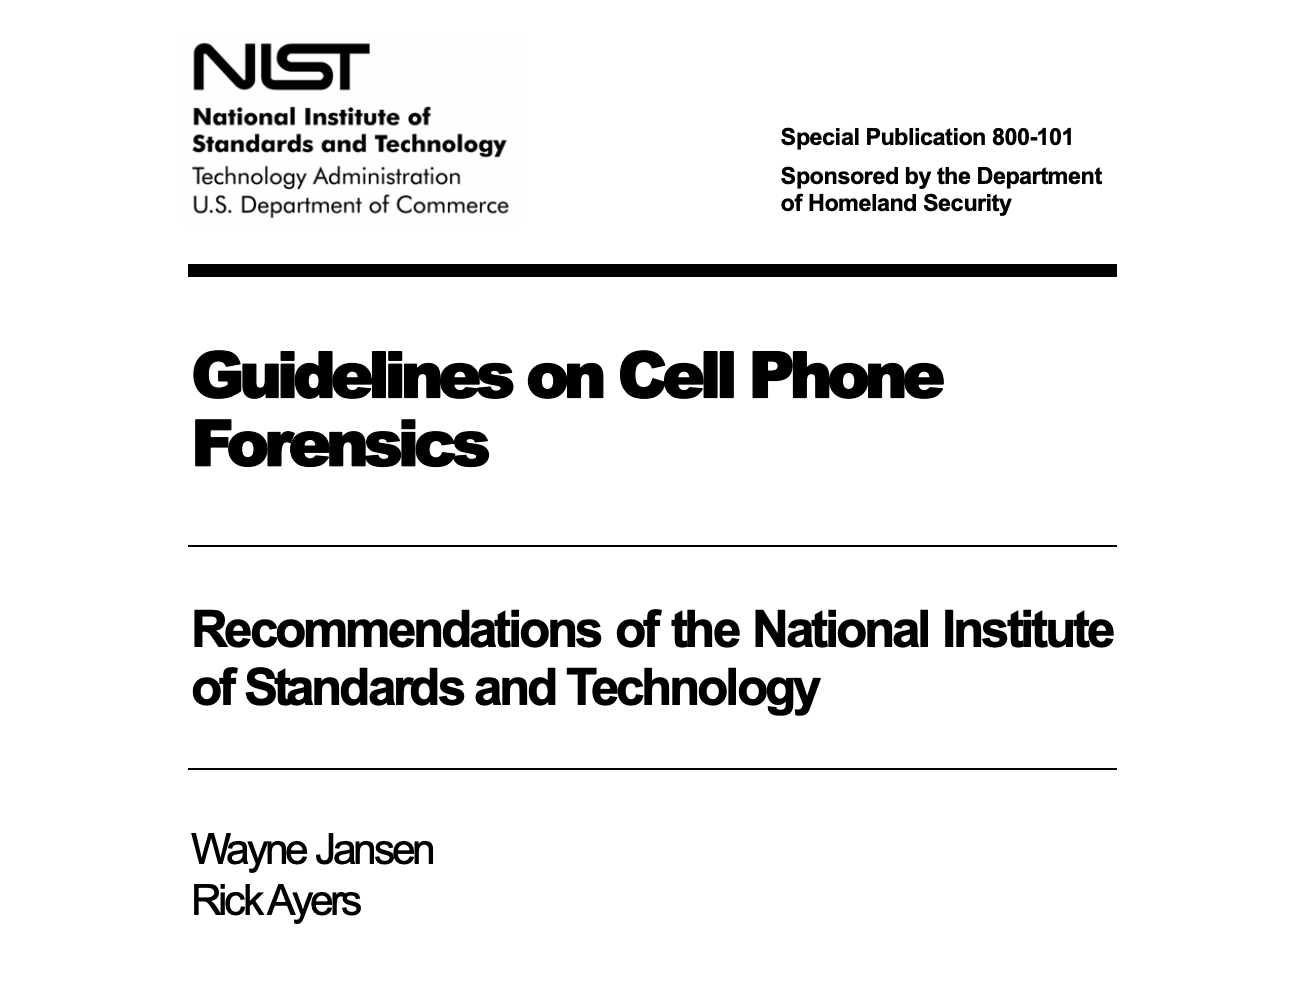 NIST
National Institute of
Standards and Technology
Technology Administration
U.S. Department of Commerce
Special Publication 800-101
Sponsored by the Department
of Homeland Security
Guidelines on Cell Phone
Forensics
Recommendations of the National Institute
of Standards and Technology
Wayne Jansen
Rick Ayers